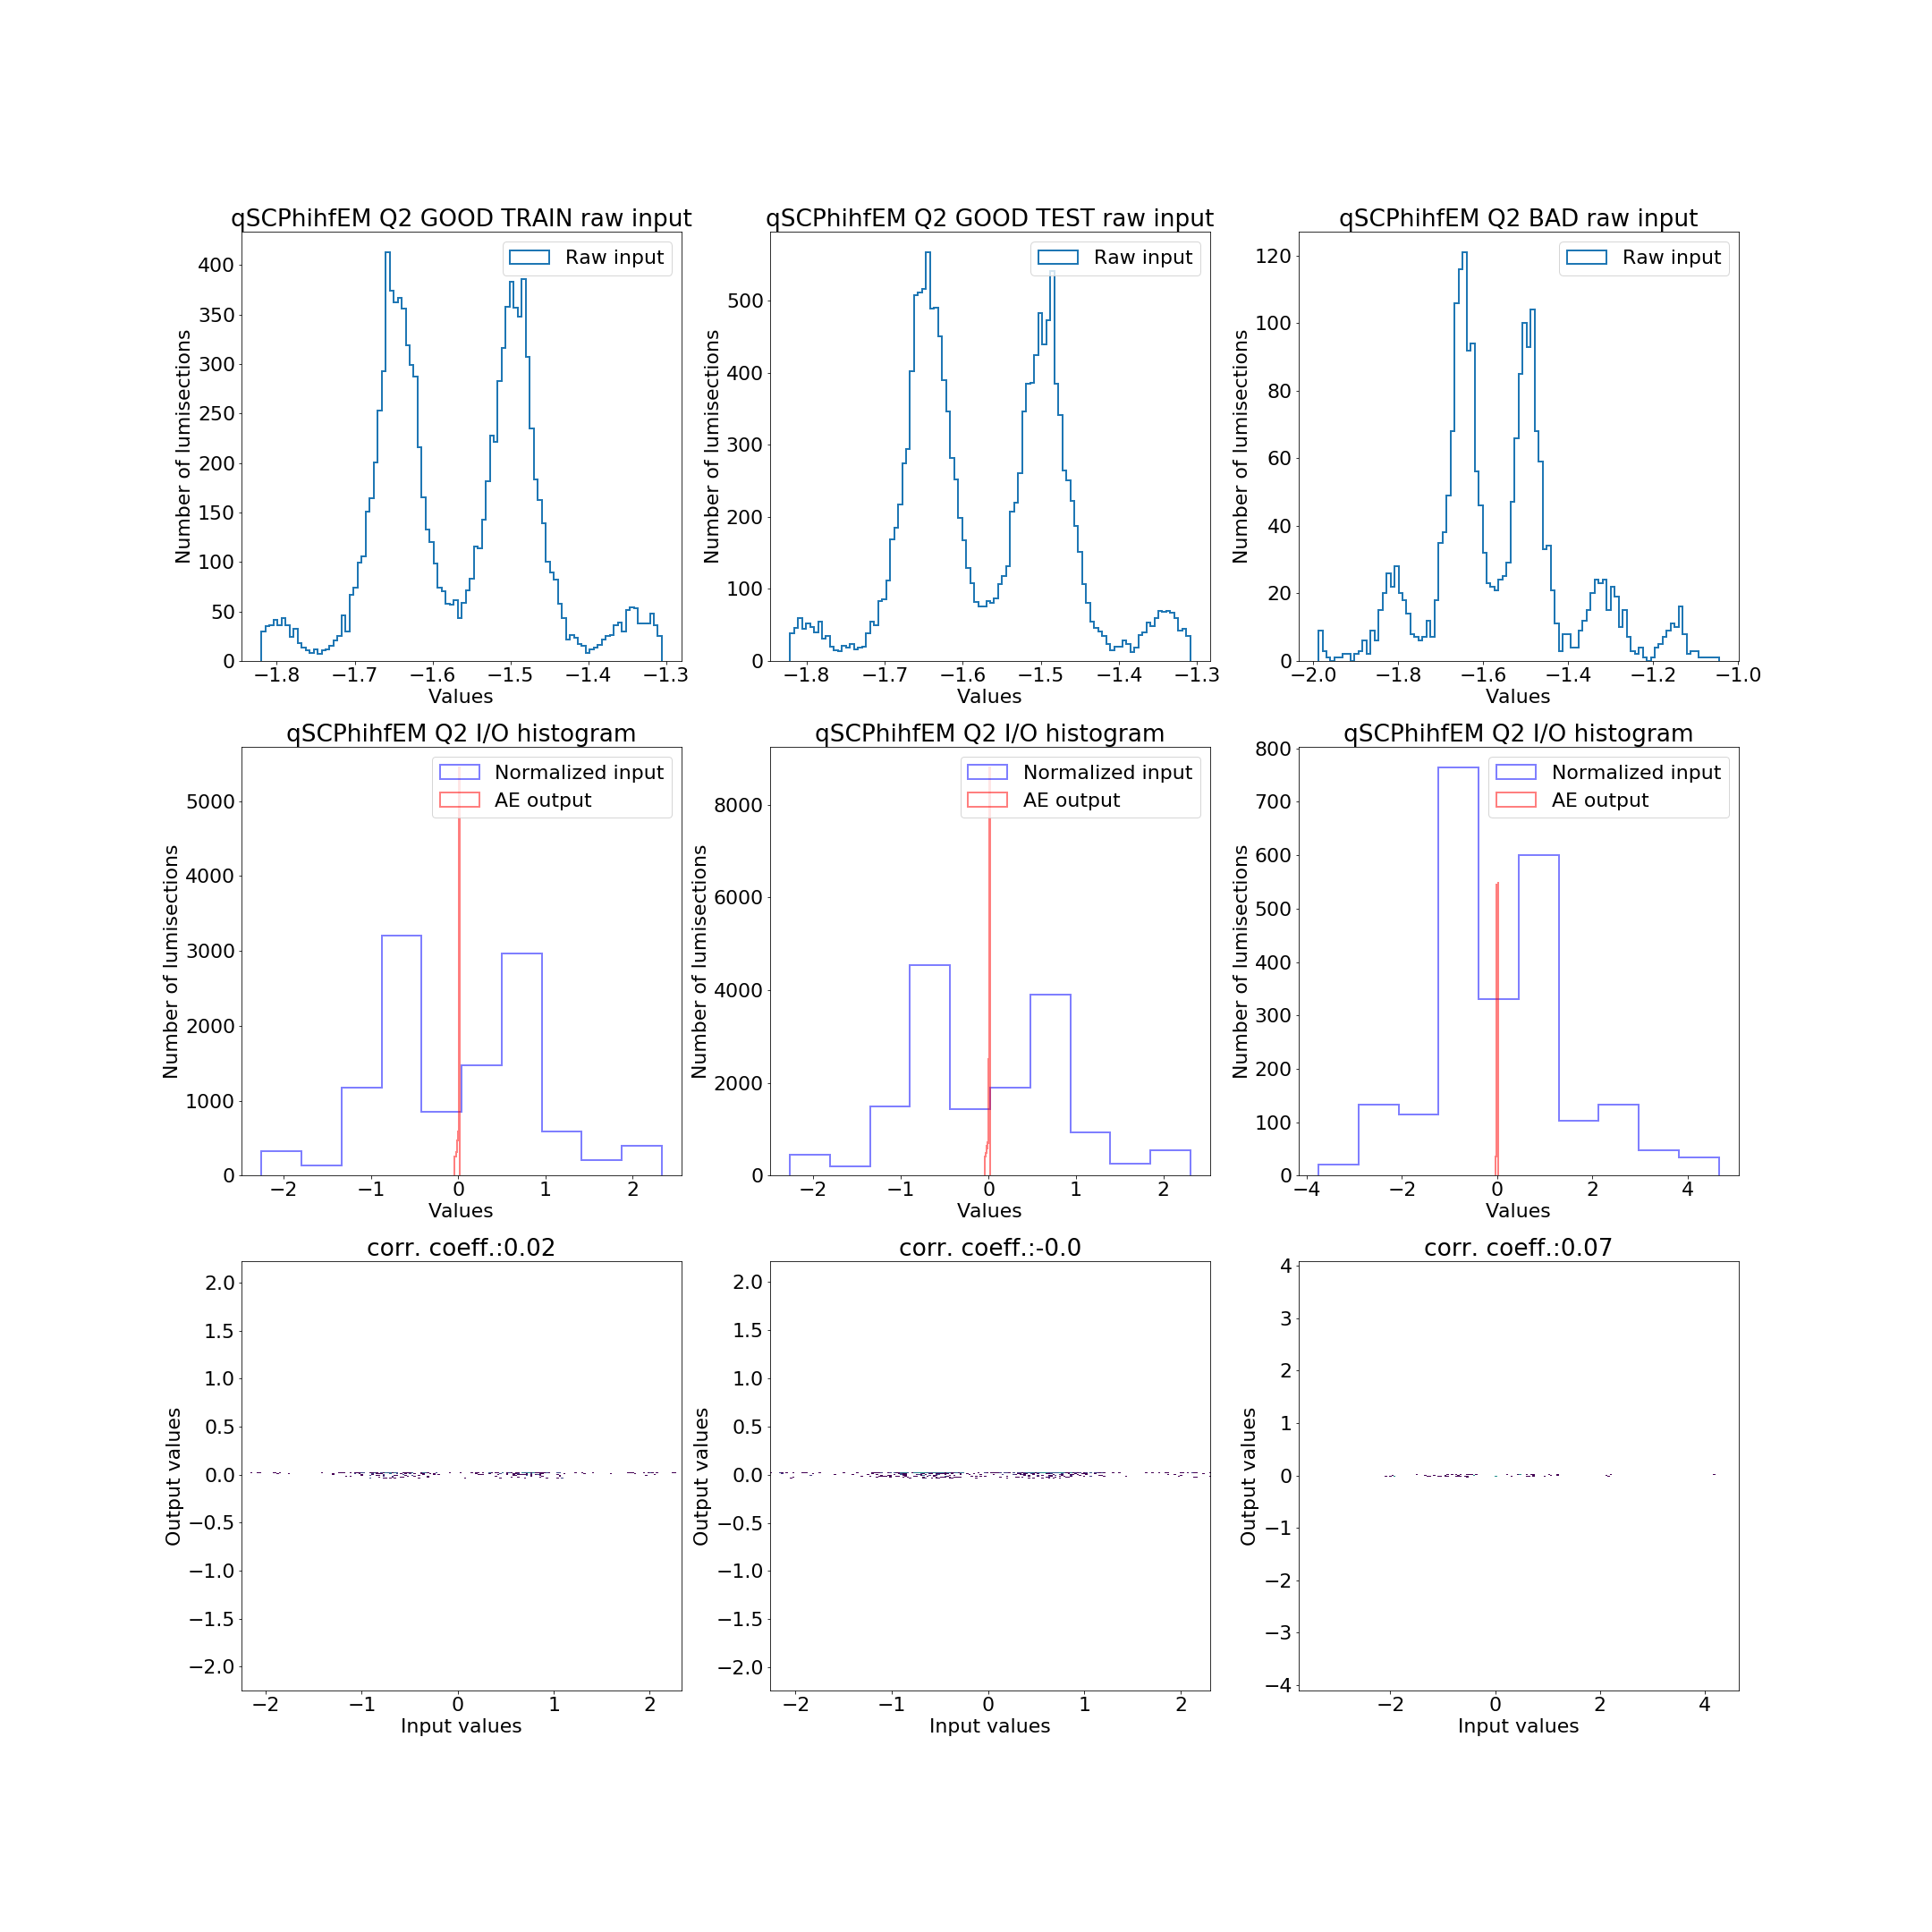 qSCPhihfEM Q2 GOOD TRAIN raw input
Raw input
Number of lumisections
400
350
300
250
200
150
100
50
0
−1.8 −1.7 −1.6 −1.5 −1.4 −1.3
Values
qSCPhihfEM Q2 GOOD TEST raw input
Raw input
Number of lumisections
500
400
300
200
100
0
−1.8 −1.7 −1.6 −1.5 −1.4 −1.3
Values
qSCPhihfEM Q2 BAD raw input
Raw input
Number of lumisections
120
100
80
60
40
20
0
−2.0 −1.8 −1.6 −1.4 −1.2 −1.0
Values
qSCPhihfEM Q2 I/O histogram
Normalized input
AE output
Number of lumisections
5000
4000
3000
2000
1000
0
−2 −1 0 1 2
Values
qSCPhihfEM Q2 I/O histogram
Normalized input
AE output
Number of lumisections
8000
6000
4000
2000
0
−2 −1 0 1 2
Values
qSCPhihfEM Q2 I/O histogram
Normalized input
AE output
Number of lumisections
800
700
600
500
400
300
200
100
0
−4 −2 0 2 4
Values
corr. coeff.:0.02
Output values
2.0
1.5
1.0
0.5
0.0
−0.5
−1.0
−1.5
−2.0
−2 −1 0 1 2
Input values
corr. coeff.:-0.0
Output values
2.0
1.5
1.0
0.5
0.0
−0.5
−1.0
−1.5
−2.0
−2 −1 0 1 2
Input values
corr. coeff.:0.07
Output values
4
3
2
1
0
−1
−2
−3
−4
−2 0 2 4
Input values